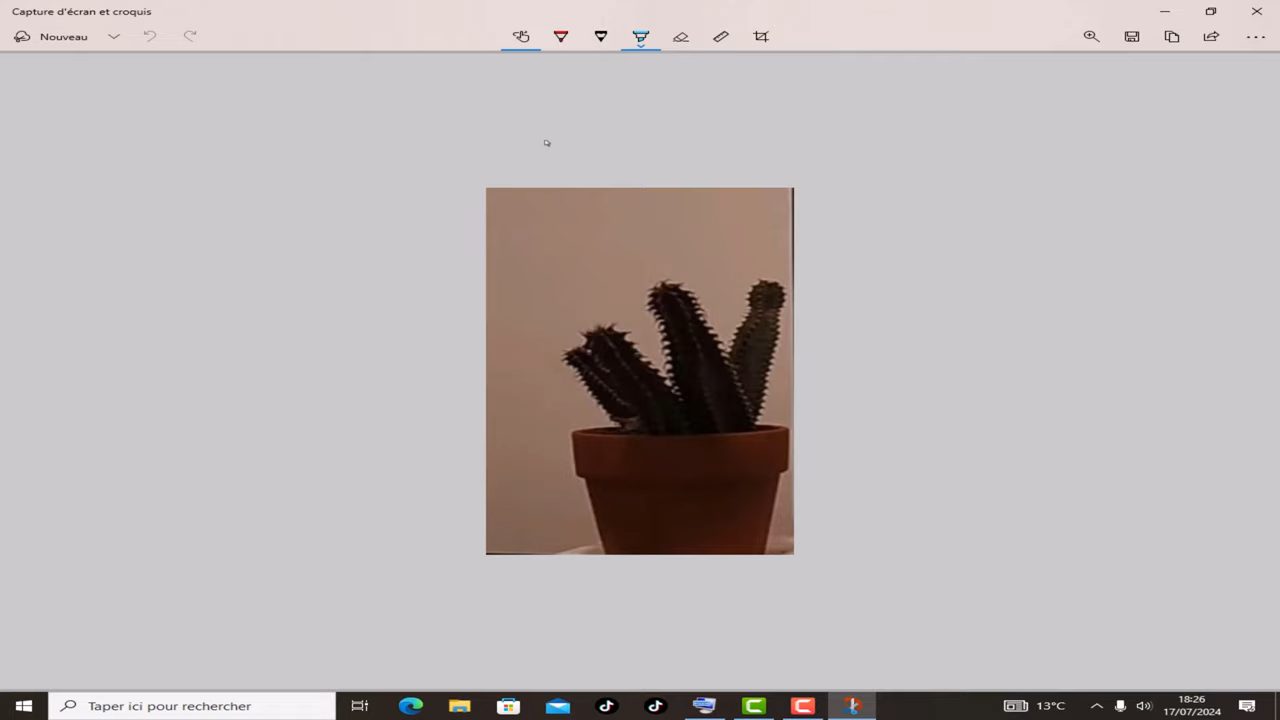 Capture d'écran et croquis
Nouveau
Taper ici pour rechercher
13°C
18:26
17/07/2024